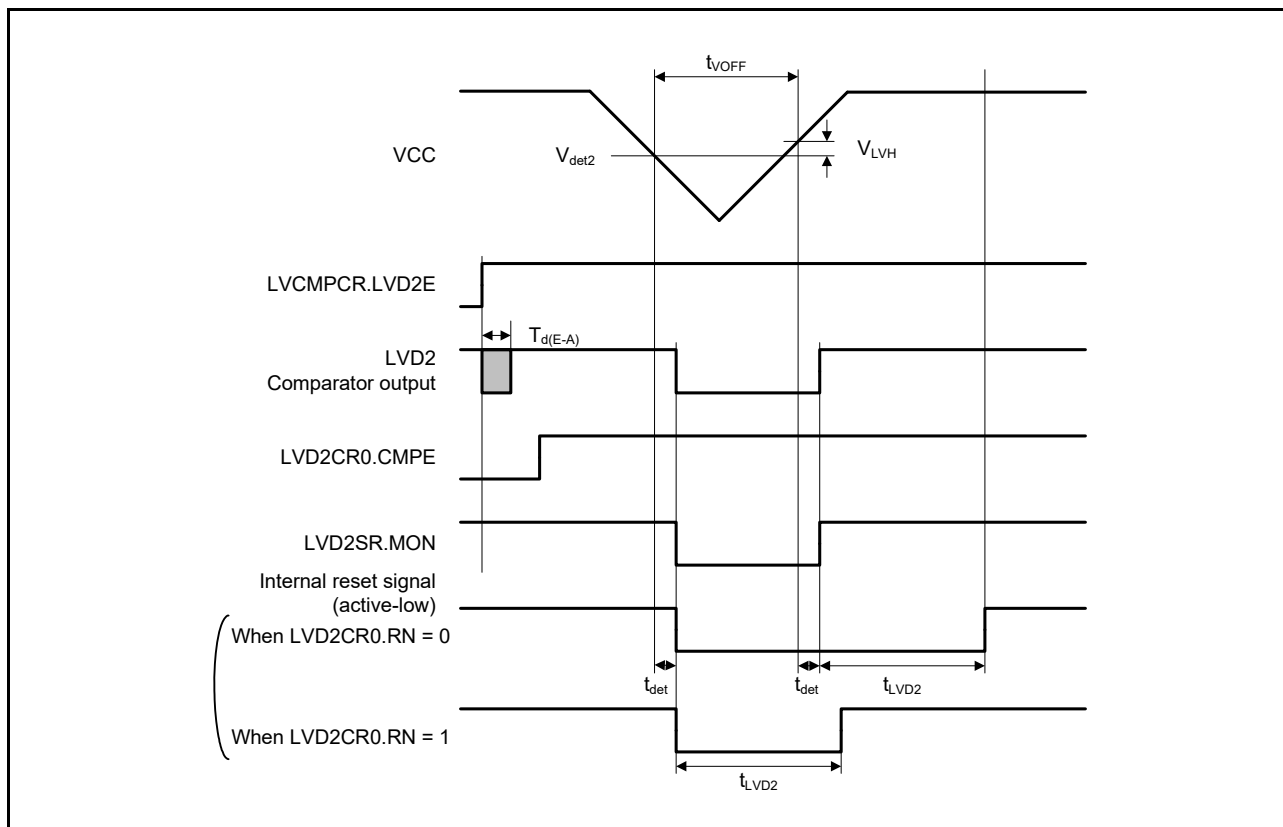 tVOFF
VCC
Vdet2
VLVH
LVCMPCR.LVD2E
Td(E-A)
LVD2
Comparator output
LVD2CR0.CMPE
LVD2SR.MON
Internal reset signal
(active-low)
When LVD2CR0.RN = 0
tdet
tdet
tLVD2
When LVD2CR0.RN = 1
tLVD2